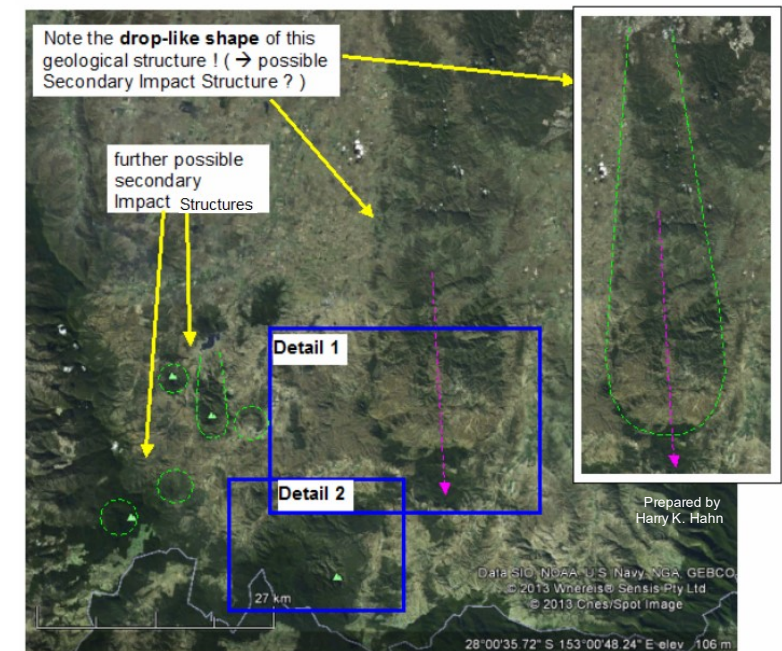 Note the drop-like shape of this
geological structure ! ( → possible
Secondary Impact Structure ? )
further possible
secondary
Impact Structures
Detail 1
Detail 2
Prepared by
Harry K. Hahn
Data SIO, NOAA, U.S. Navy, NGA, GEBCO
© 2013 Whereis® Sensis Pty Ltd
© 2013 Cnes/Spot Image
27 km
28°00'35.72" S 153°00'48.24" E elev 106 m